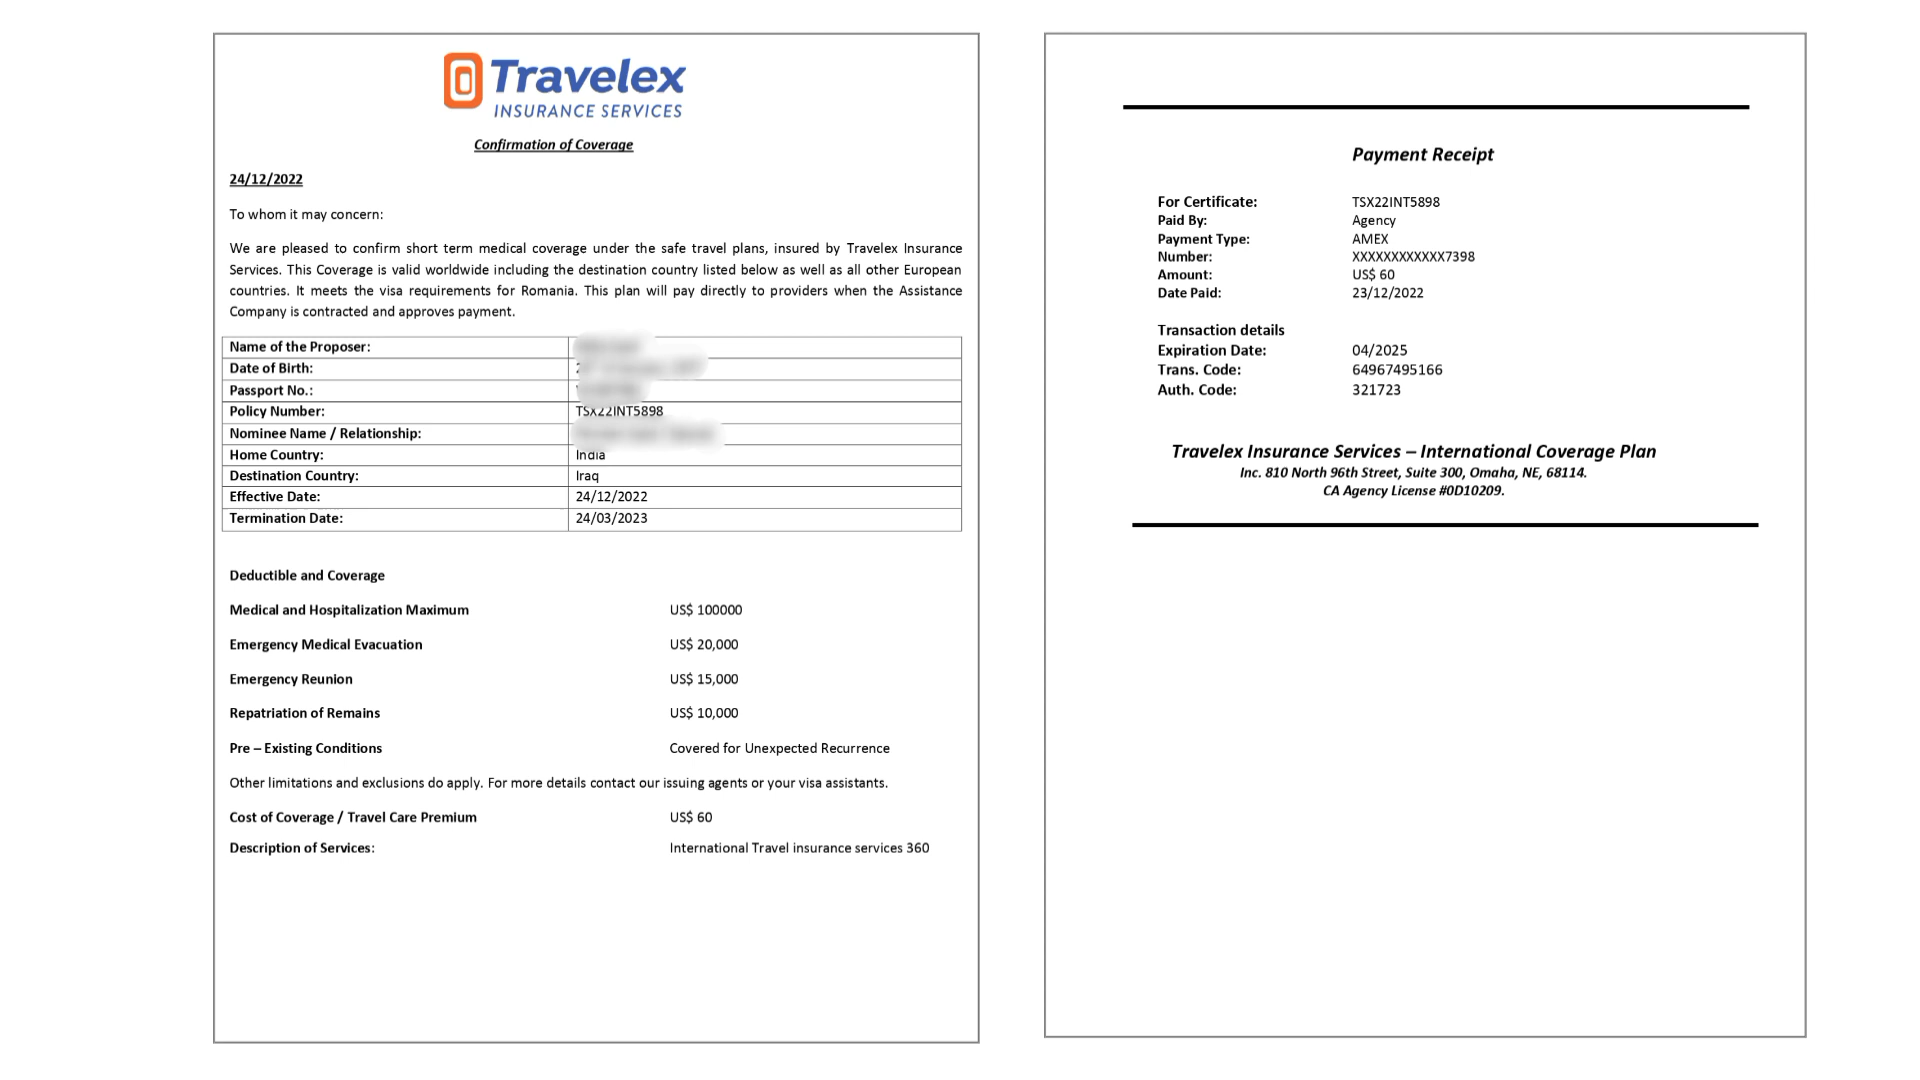 Travelex
INSURANCE SERVICES
Confirmation of Coverage
24/12/2022
To whom it may concern:
We are pleased to confirm short term medical coverage under the safe travel plans, insured by Travelex Insurance
Services. This Coverage is valid worldwide including the destination country listed below as well as all other European
countries. It meets the visa requirements for Romania. This plan will pay directly to providers when the Assistance
Company is contracted and approves payment.
Name of the Proposer:
Date of Birth:
Passport No.:
Policy Number: TSX22INT5898
Nominee Name / Relationship:
Home Country: India
Destination Country: Iraq
Effective Date: 24/12/2022
Termination Date: 24/03/2023
Deductible and Coverage
Medical and Hospitalization Maximum US$ 100000
Emergency Medical Evacuation US$ 20,000
Emergency Reunion US$ 15,000
Repatriation of Remains US$ 10,000
Pre – Existing Conditions Covered for Unexpected Recurrence
Other limitations and exclusions do apply. For more details contact our issuing agents or your visa assistants.
Cost of Coverage / Travel Care Premium US$ 60
Description of Services: International Travel insurance services 360
Payment Receipt
For Certificate: TSX22INT5898
Paid By: Agency
Payment Type: AMEX
Number: XXXXXXXXXXXX7398
Amount: US$ 60
Date Paid: 23/12/2022
Transaction details
Expiration Date: 04/2025
Trans. Code: 64967495166
Auth. Code: 321723
Travelex Insurance Services – International Coverage Plan
Inc. 810 North 96th Street, Suite 300, Omaha, NE, 68114.
CA Agency License #0D10209.